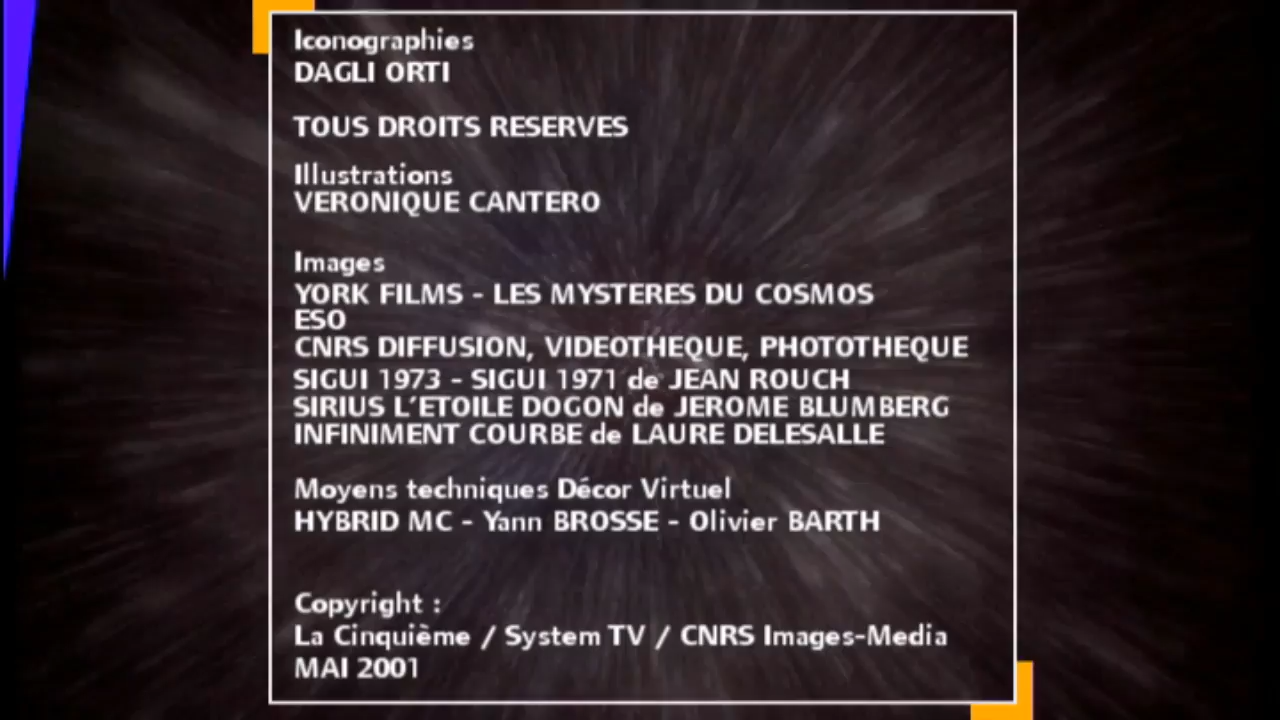 Iconographies
DAGLI ORTI
TOUS DROITS RESERVES
Illustrations
VERONIQUE CANTERO
Images
YORK FILMS - LES MYSTERES DU COSMOS
ESO
CNRS DIFFUSION, VIDEOTHEQUE, PHOTOTHEQUE
SIGUI 1973 - SIGUI 1971 de JEAN ROUCH
SIRIUS L'ETOILE DOGON de JEROME BLUMBERG
INFINIMENT COURBE de LAURE DELESALLE
Moyens techniques Décor Virtuel
HYBRID MC - Yann BROSSE - Olivier BARTH
Copyright :
La Cinquième / System TV / CNRS Images-Media
MAI 2001